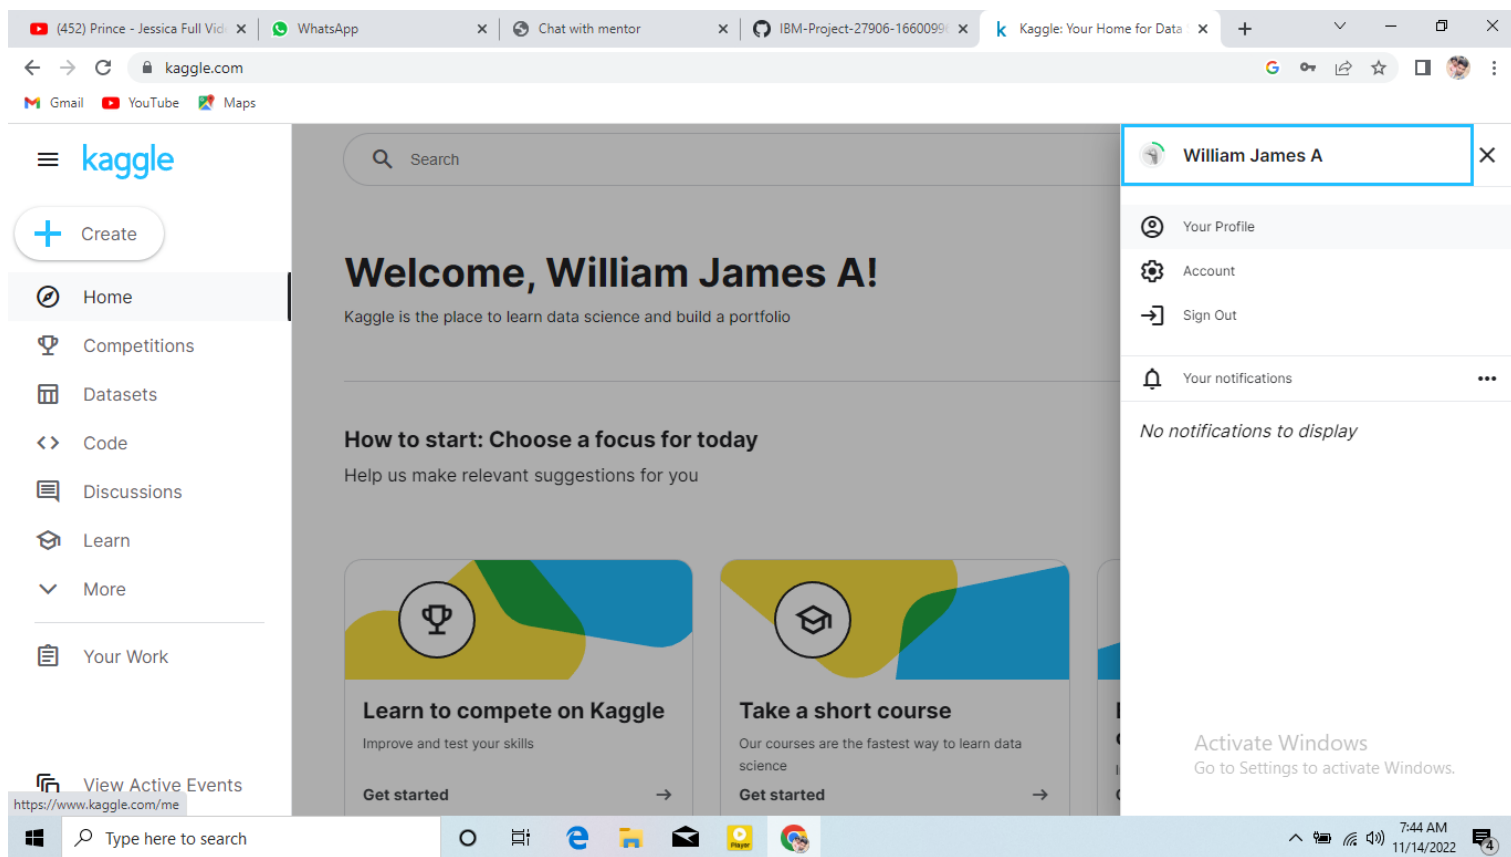 (452) Prince - Jessica Full Vid
WhatsApp
Chat with mentor
IBM-Project-27906-1660099
Kaggle: Your Home for Data
kaggle.com
Gmail
YouTube
Maps
kaggle
Search
William James A
Create
Your Profile
Home
Welcome, William James A!
Account
Kaggle is the place to learn data science and build a portfolio
Sign Out
Competitions
Your notifications
Datasets
No notifications to display
Code
How to start: Choose a focus for today
Help us make relevant suggestions for you
Discussions
Learn
More
Your Work
Learn to compete on Kaggle
Improve and test your skills
Get started
Take a short course
Our courses are the fastest way to learn data
science
Get started
Activate Windows
Go to Settings to activate Windows.
View Active Events
https://www.kaggle.com/me
Type here to search
Player
7:44 AM
11/14/2022
4